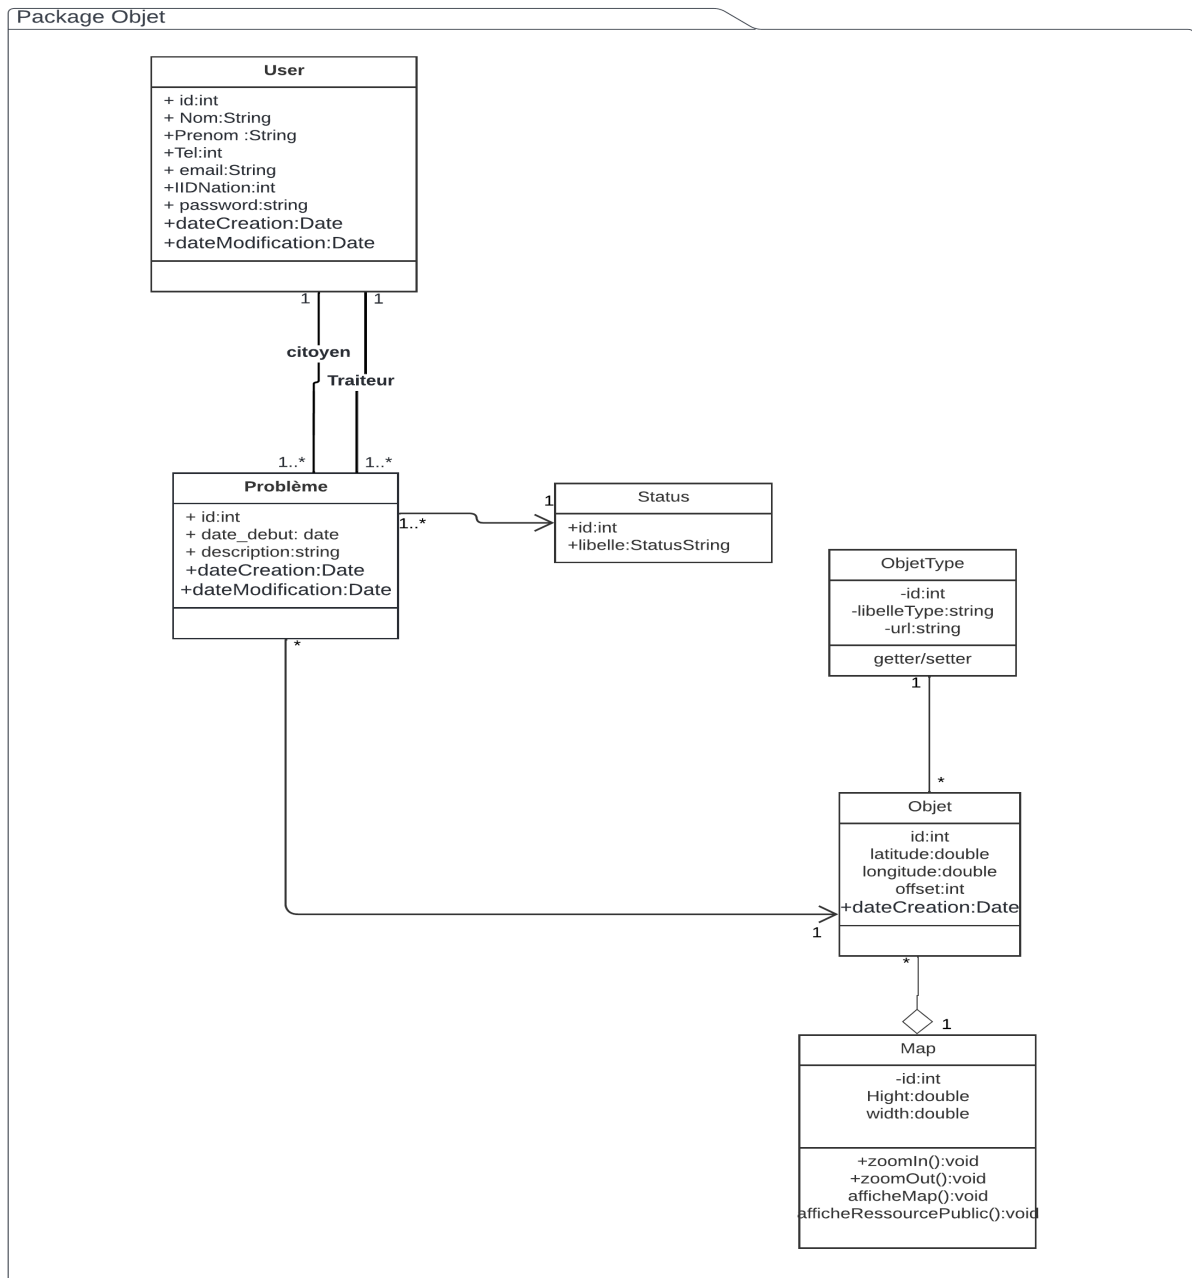 Package Objet
User
+ id:int
+ Nom:String
+Prenom :String
+Tel:int
+ email:String
+IIDNation:int
+ password:string
+dateCreation:Date
+dateModification:Date
1
1
citoyen
Traiteur
1..*
1..*
Problème
+ id:int
+ date_debut: date
+ description:string
+dateCreation:Date
+dateModification:Date
1..*
1
Status
+id:int
+libelle:StatusString
ObjetType
-id:int
-libelleType:string
-url:string
getter/setter
1
*
*
1
Objet
id:int
latitude:double
longitude:double
offset:int
+dateCreation:Date
*
1
Map
-id:int
Hight:double
width:double
+zoomIn():void
+zoomOut():void
afficheMap():void
afficheRessourcePublic():void